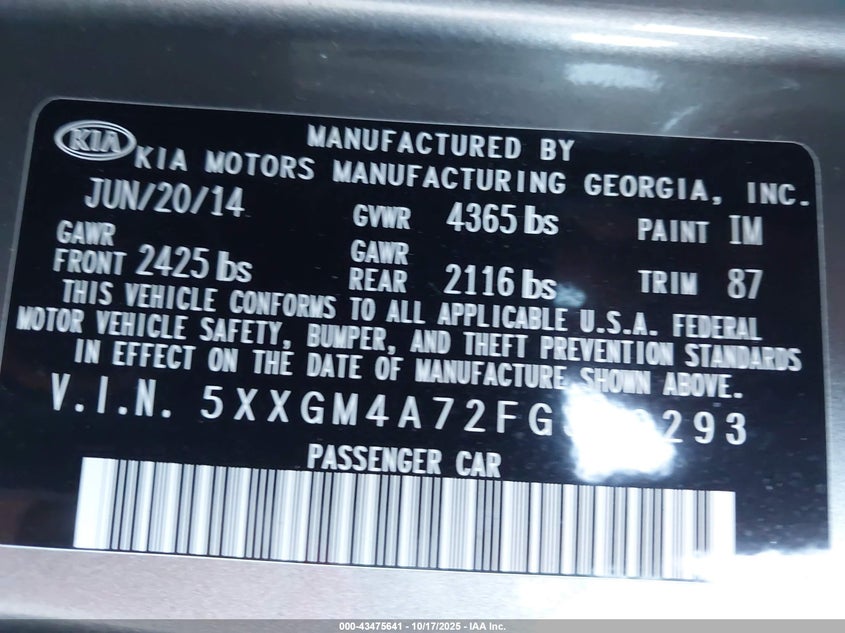 KIA
MANUFACTURED BY
KIA MOTORS MANUFACTURING GEORGIA, INC.
JUN/20/14 GVWR 4365 lbs PAINT IM
GAWR FRONT 2425 lbs GAWR REAR 2116 lbs TRIM 87
THIS VEHICLE CONFORMS TO ALL APPLICABLE U.S.A. FEDERAL
MOTOR VEHICLE SAFETY, BUMPER, AND THEFT PREVENTION STANDARDS
IN EFFECT ON THE DATE OF MANUFACTURE SHOWN ABOVE.
V.I.N.
PASSENGER CAR
000-43475641 - 10/17/2025 - IAA Inc.